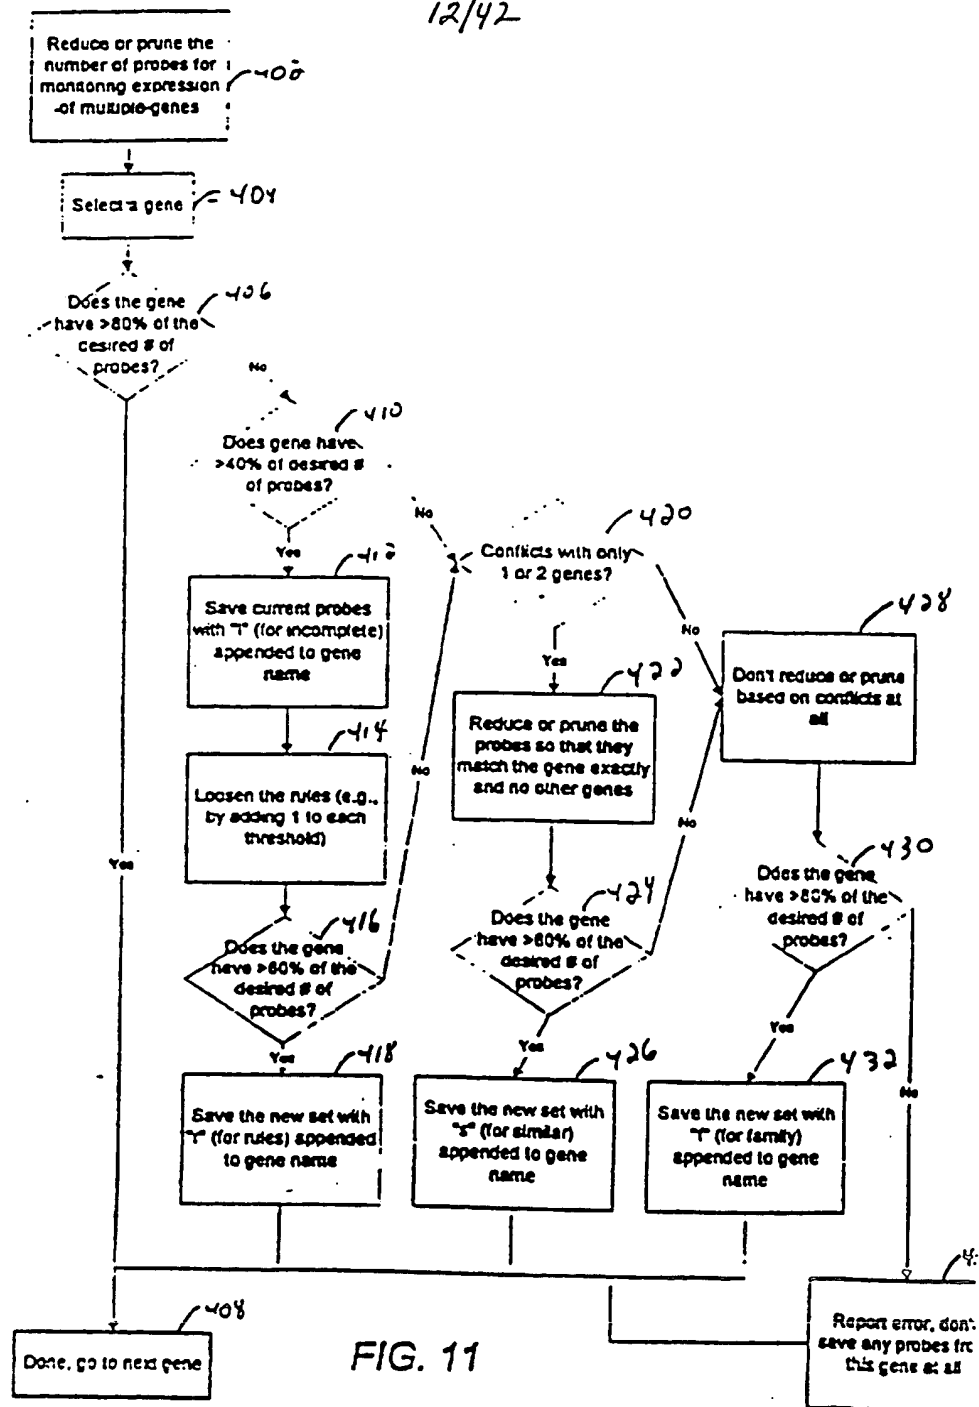 12/42
Reduce or prune the
number of probes for
monitoring expression
of multiple genes
Select a gene
404
Does the gene
have >80% of the
desired # of
probes?
406
No
Does gene have
>40% of desired #
of probes?
410
Yes
No
Conflicts with only
1 or 2 genes?
420
Save current probes
with "i" (for incomplete)
appended to gene
name
412
Loosen the rules (e.g.,
by adding 1 to each
threshold)
414
Does the gene
have >60% of the
desired # of
probes?
416
No
Yes
Save the new set with
"r" (for rules) appended
to gene name
418
Yes
Reduce or prune the
probes so that they
match the gene exactly
and no other genes
422
Does the gene
have >80% of the
desired # of
probes?
424
No
Yes
Save the new set with
"s" (for similar)
appended to gene
name
426
No
Don't reduce or prune
based on conflicts at
all
428
Does the gene
have >80% of the
desired # of
probes?
430
Yes
No
Save the new set with
"f" (for family)
appended to gene
name
432
Yes
Done, go to next gene
408
Report error, don't
save any probes
this gene at all
FIG. 11